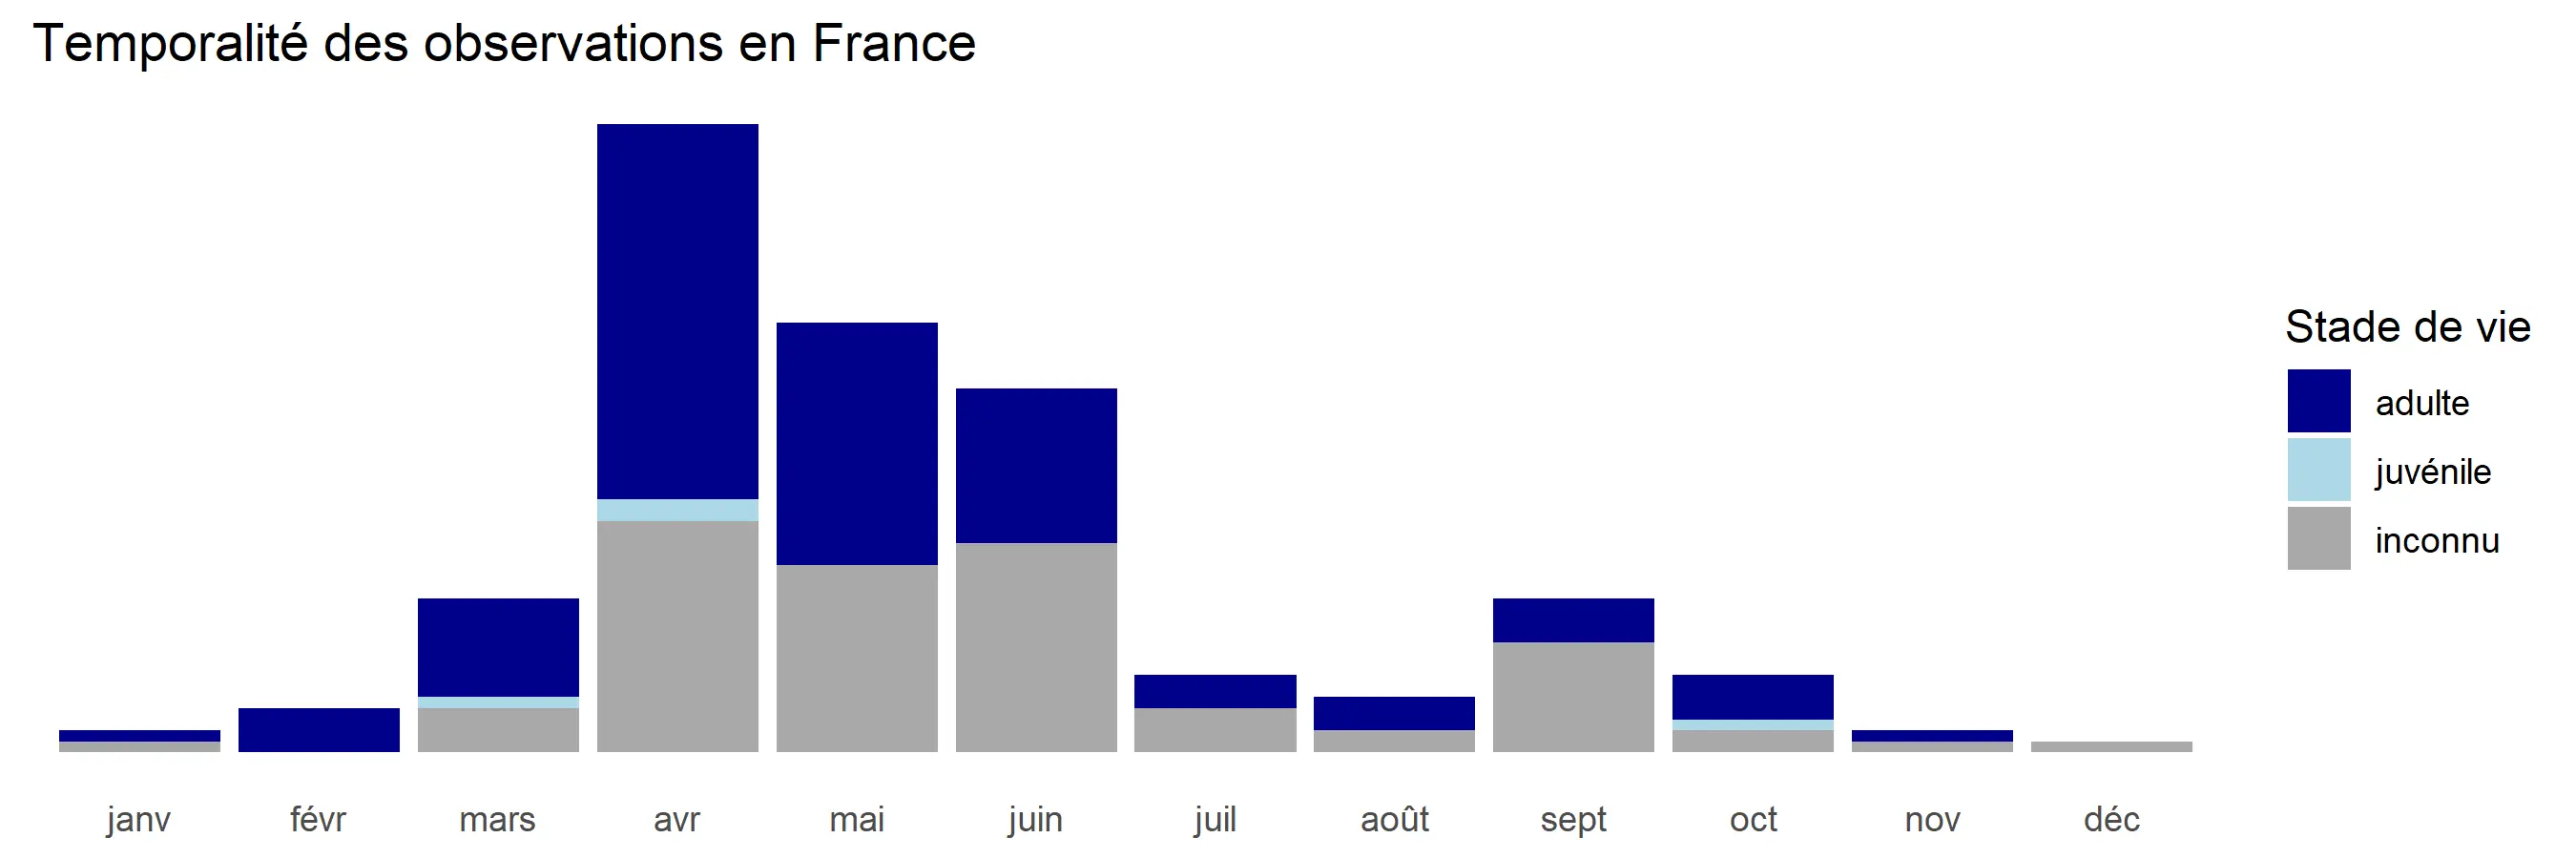 Temporalité des observations en France
Stade de vie
adulte
juvénile
inconnu
janv févr mars avr mai juin juil août sept oct nov déc